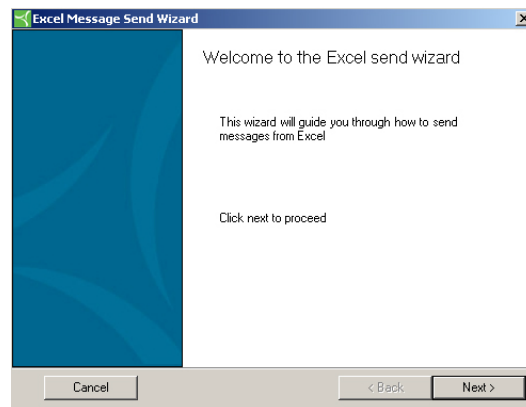 Excel Message Send Wizard
Welcome to the Excel send wizard
This wizard will guide you through how to send
messages from Excel
Click next to proceed
Cancel
< Back
Next >